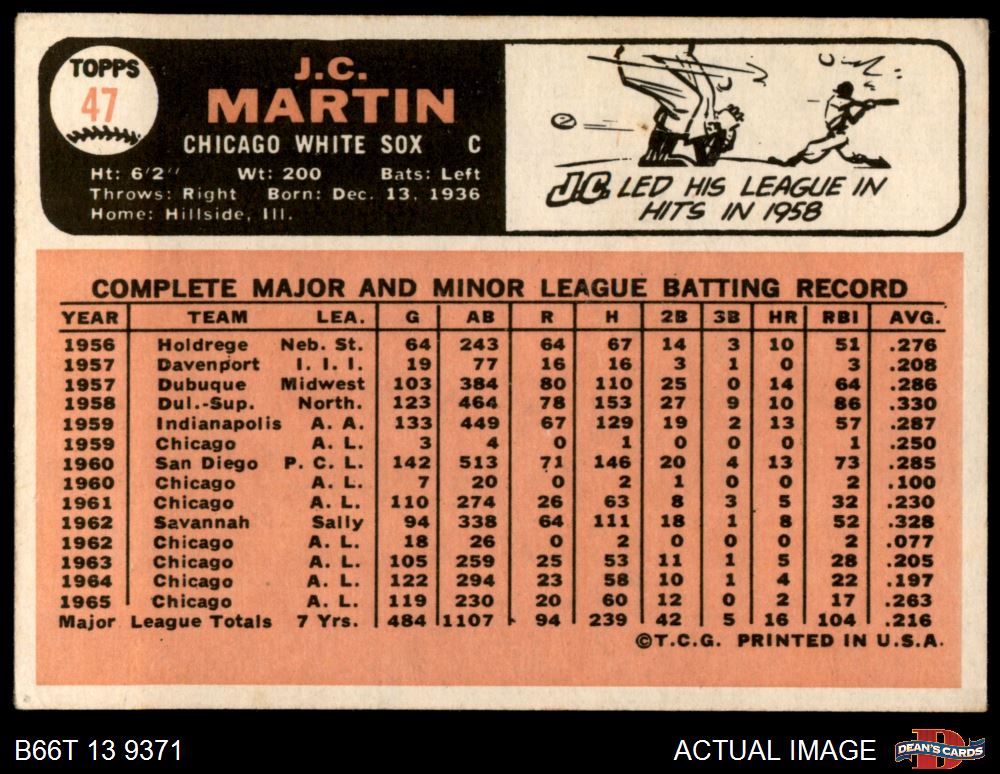 TOPPS
47
J.C.
MARTIN
CHICAGO WHITE SOX C
Ht: 6'2" Wt: 200 Bats: Left
Throws: Right Born: Dec. 13, 1936
Home: Hillside, Ill.
J.C. LED HIS LEAGUE IN
HITS IN 1958
COMPLETE MAJOR AND MINOR LEAGUE BATTING RECORD
YEAR TEAM LEA. G AB R H 2B 3B HR RBI AVG.
1956 Holdrege Neb. St. 64 243 64 67 14 3 10 51 .276
1957 Davenport I. I. I. 19 77 16 16 3 1 0 3 .208
1957 Dubuque Midwest 103 384 80 110 25 0 14 64 .286
1958 Dul.-Sup. North. 123 464 78 153 27 9 10 86 .330
1959 Indianapolis A. A. 133 449 67 129 19 2 13 57 .287
1959 Chicago A. L. 3 4 0 1 0 0 0 1 .250
1960 San Diego P. C. L. 142 513 71 146 20 4 13 73 .285
1960 Chicago A. L. 7 20 0 2 1 0 0 2 .100
1961 Chicago A. L. 110 274 26 63 8 3 5 32 .230
1962 Savannah Sally 94 338 64 111 18 1 8 52 .328
1962 Chicago A. L. 18 26 0 2 0 0 0 2 .077
1963 Chicago A. L. 105 259 25 53 11 1 5 28 .205
1964 Chicago A. L. 122 294 23 58 10 1 4 22 .197
1965 Chicago A. L. 119 230 20 60 12 0 2 17 .263
Major League Totals 7 Yrs. 484 1107 94 239 42 5 16 104 .216
©T.C.G. PRINTED IN U.S.A.
B66T 13 9371 ACTUAL IMAGE DEAN'S CARDS